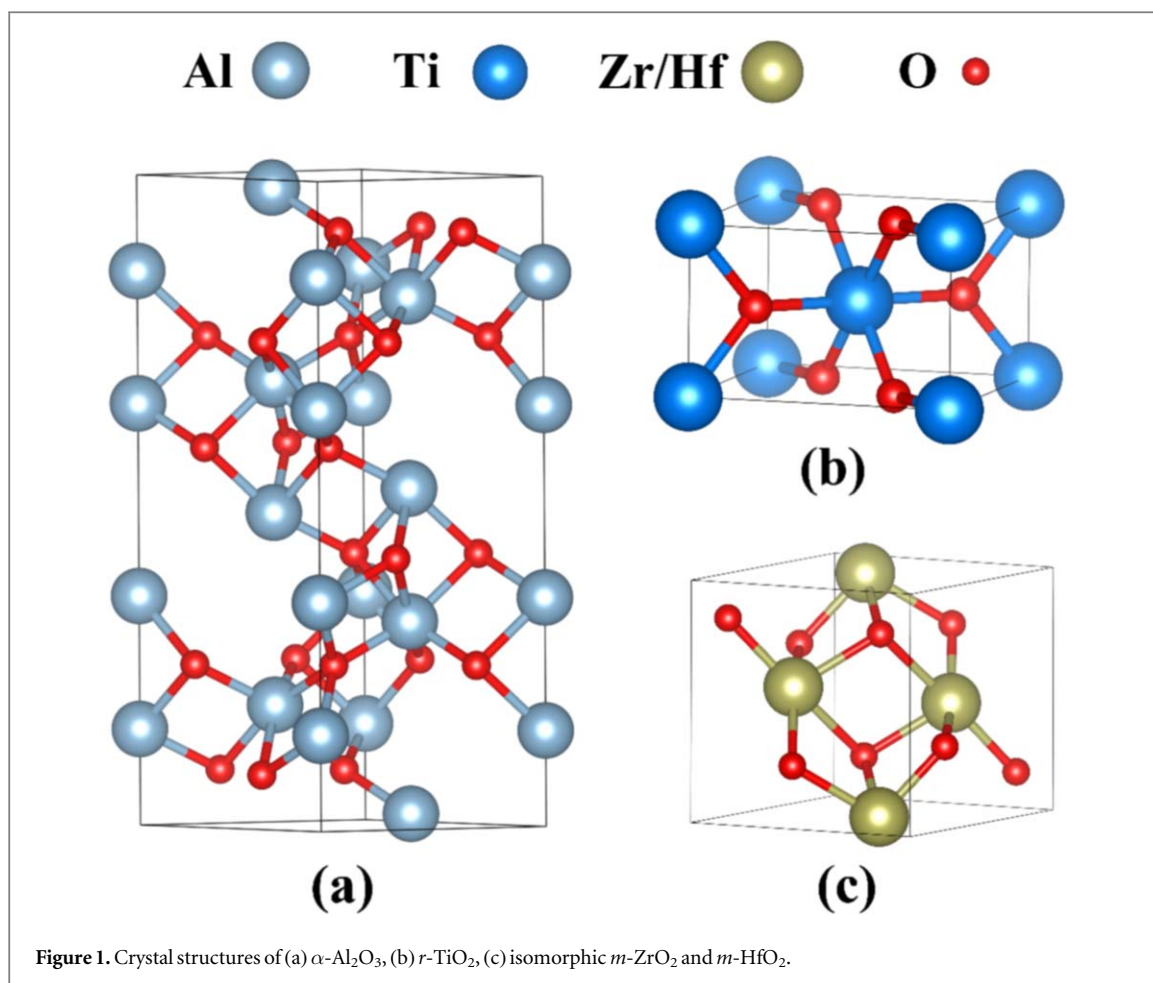 Al Ti Zr/Hf O
(a)
(b)
(c)
Figure 1. Crystal structures of (a) α-Al₂O₃, (b) r-TiO₂, (c) isomorphic m-ZrO₂ and m-HfO₂.